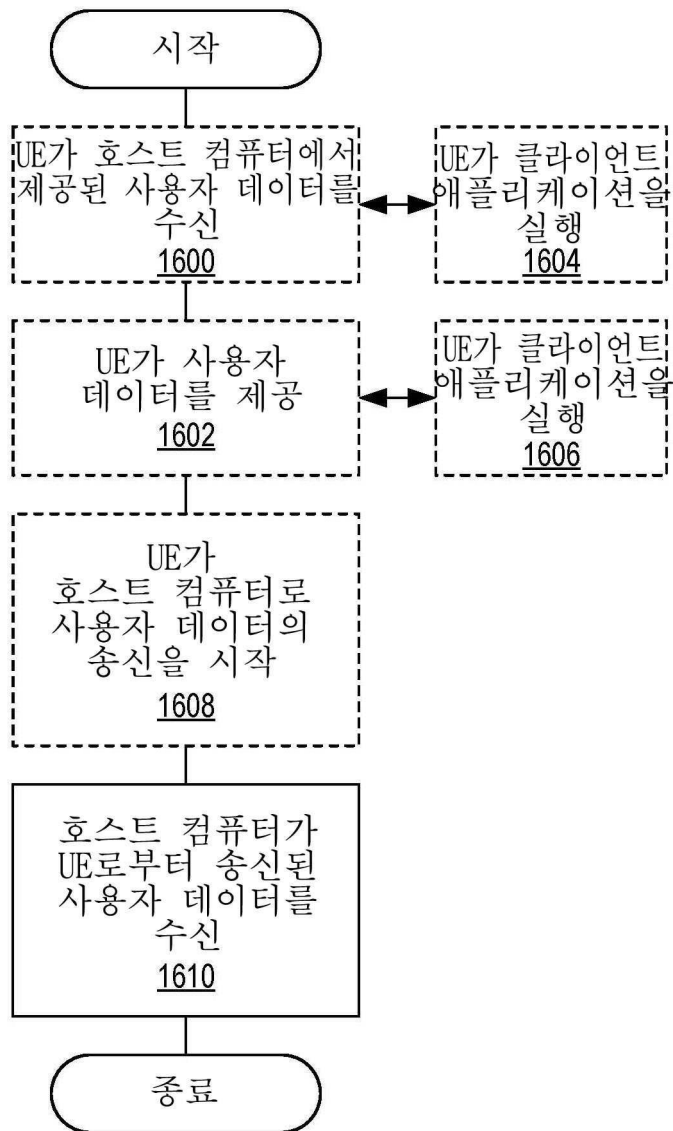 시작
UE가 호스트 컴퓨터에서
제공된 사용자 데이터를
수신
1600
UE가 클라이언트
애플리케이션을
실행
1604
UE가 사용자
데이터를 제공
1602
UE가 클라이언트
애플리케이션을
실행
1606
UE가
호스트 컴퓨터로
사용자 데이터의
송신을 시작
1608
호스트 컴퓨터가
UE로부터 송신된
사용자 데이터를
수신
1610
종료